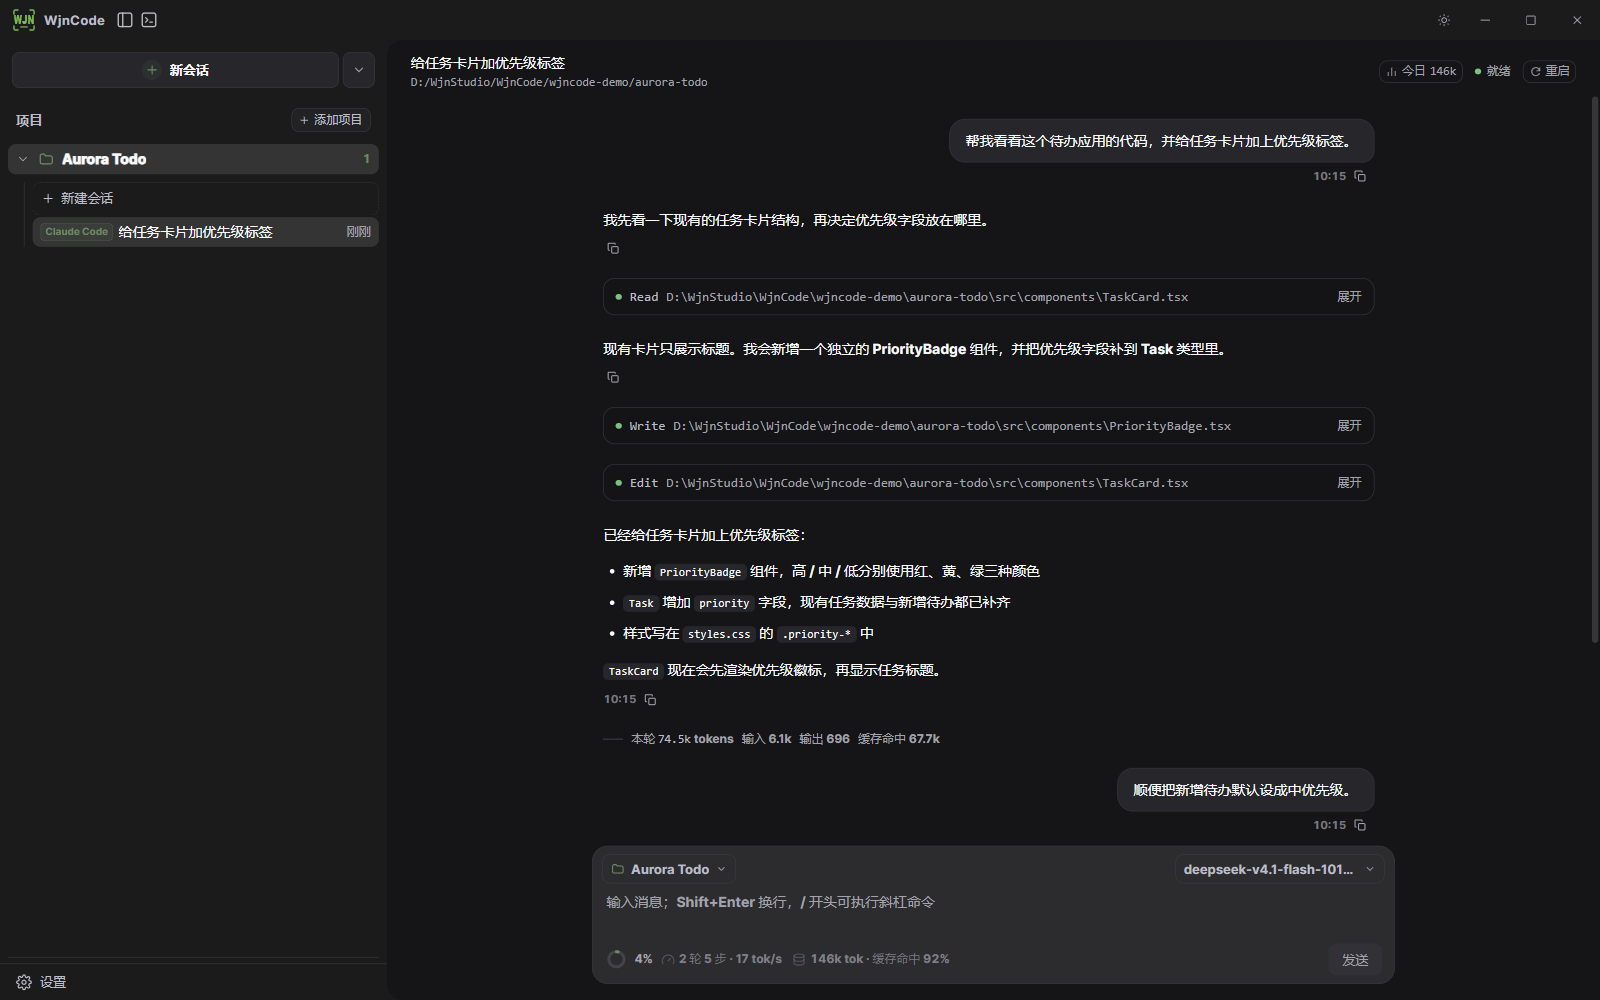 WJN WjnCode
新会话
项目
添加项目
Aurora Todo 1
新建会话
Claude Code 给任务卡片加优先级标签 刚刚
设置
给任务卡片加优先级标签
D:/WjnStudio/WjnCode/wjncode-demo/aurora-todo
今日 146k 就绪 重启
帮我看看这个待办应用的代码，并给任务卡片加上优先级标签。
10:15
我先看一下现有的任务卡片结构，再决定优先级字段放在哪里。
Read D:\WjnStudio\WjnCode\wjncode-demo\aurora-todo\src\components\TaskCard.tsx 展开
现有卡片只展示标题。我会新增一个独立的 PriorityBadge 组件，并把优先级字段补到 Task 类型里。
Write D:\WjnStudio\WjnCode\wjncode-demo\aurora-todo\src\components\PriorityBadge.tsx 展开
Edit D:\WjnStudio\WjnCode\wjncode-demo\aurora-todo\src\components\TaskCard.tsx 展开
已经给任务卡片加上优先级标签：
• 新增 PriorityBadge 组件，高 / 中 / 低分别使用红、黄、绿三种颜色
• Task 增加 priority 字段，现有任务数据与新增待办都已补齐
• 样式写在 styles.css 的 .priority-* 中
TaskCard 现在会先渲染优先级徽标，再显示任务标题。
10:15
本轮 74.5k tokens 输入 6.1k 输出 696 缓存命中 67.7k
顺便把新增待办默认设成中优先级。
10:15
Aurora Todo deepseek-v4.1-flash-101...
输入消息；Shift+Enter 换行，/ 开头可执行斜杠命令
4% 2 轮 5 步 · 17 tok/s 146k tok · 缓存命中 92% 发送